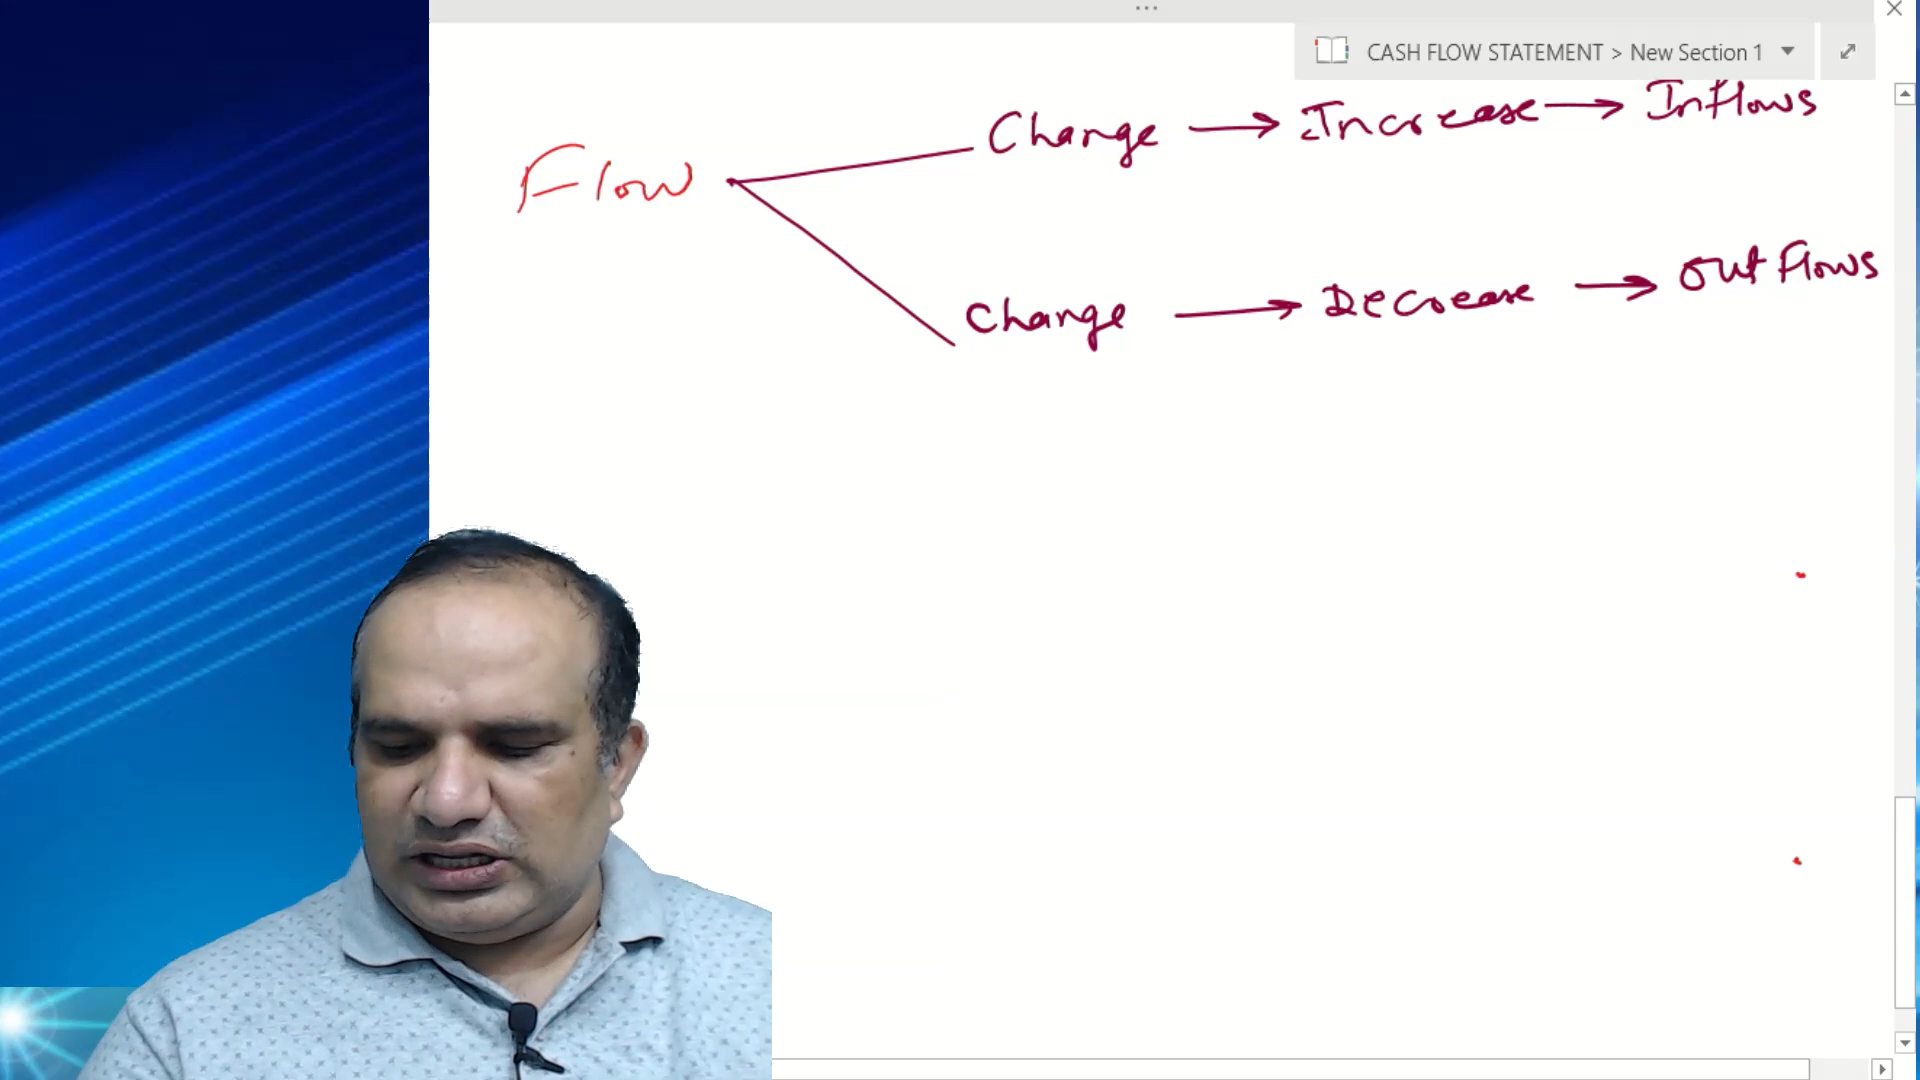 CASH FLOW STATEMENT > New Section 1
Flow
Change → Increase → Inflows
Change → Decrease → Outflows